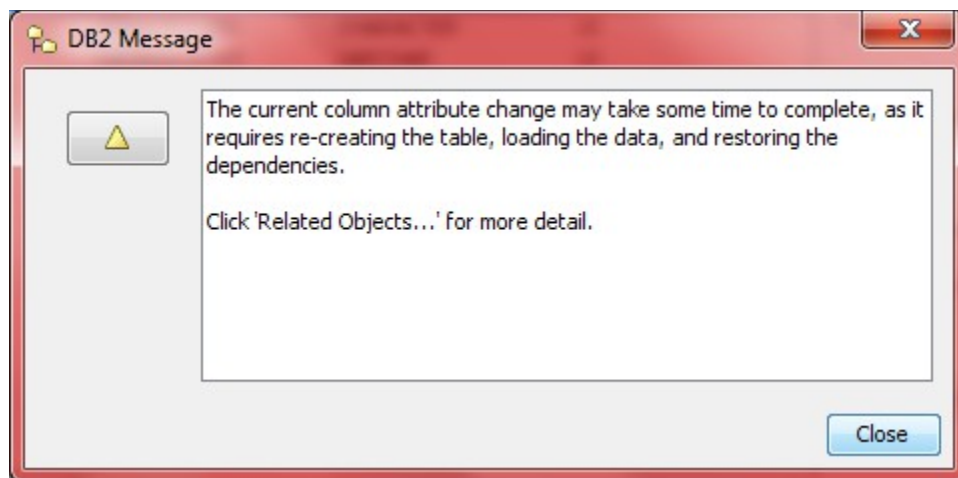 DB2 Message
The current column attribute change may take some time to complete, as it
requires re-creating the table, loading the data, and restoring the
dependencies.
Click 'Related Objects...' for more detail.
Close